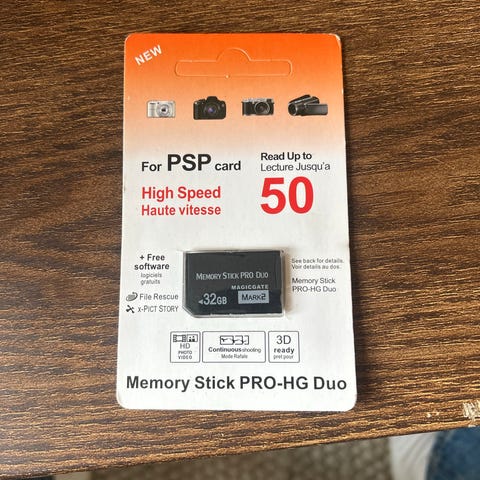 NEW
For PSP card
Read Up to
Lecture Jusqu'a
High Speed
Haute vitesse
50
+ Free
software
logiciels
gratuits
File Rescue
x-PICT STORY
MEMORY STICK PRO DUO
MAGICGATE
32GB
MARK2
See back for details.
Voir details au dos:
Memory Stick
PRO-HG Duo
HD
PHOTO
VIDEO
Continuous shooting
Mode Rafale
3D
ready
pret pour
Memory Stick PRO-HG Duo